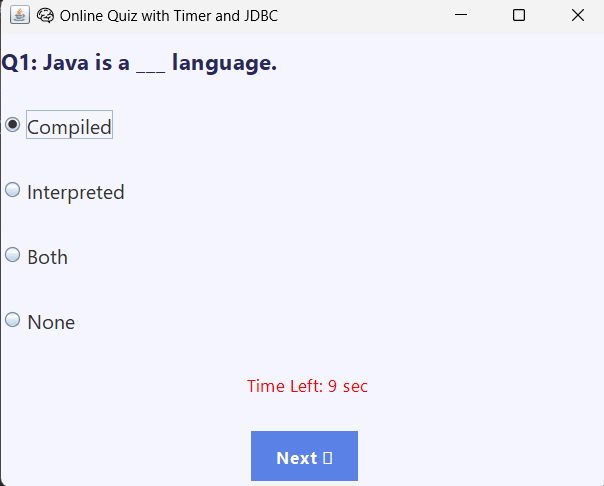 Online Quiz with Timer and JDBC
Q1: Java is a ___ language.
Compiled
Interpreted
Both
None
Time Left: 9 sec
Next